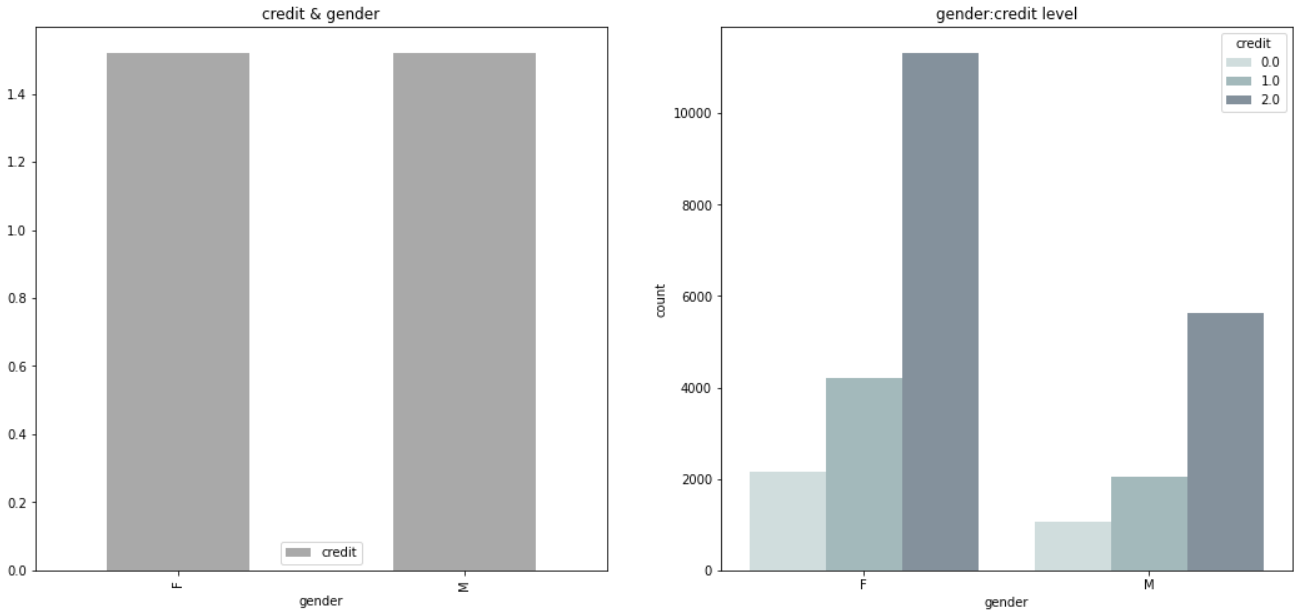 credit & gender
1.4
1.2
1.0
0.8
0.6
0.4
0.2
0.0
credit
F
M
gender
gender:credit level
credit
0.0
1.0
2.0
count
10000
8000
6000
4000
2000
0
F
M
gender